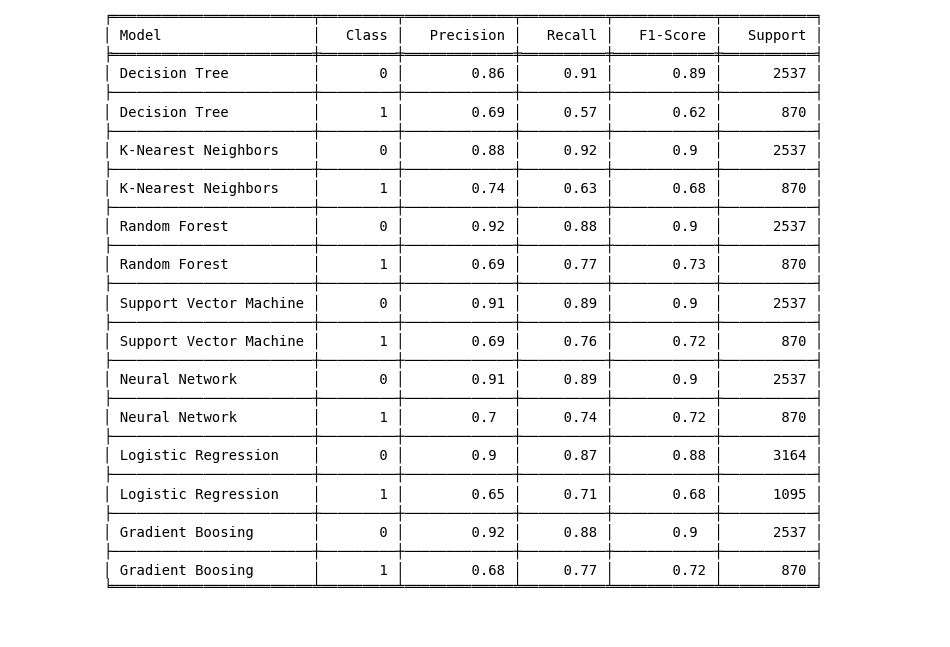 Model Class Precision Recall F1-Score Support
Decision Tree 0 0.86 0.91 0.89 2537
Decision Tree 1 0.69 0.57 0.62 870
K-Nearest Neighbors 0 0.88 0.92 0.9 2537
K-Nearest Neighbors 1 0.74 0.63 0.68 870
Random Forest 0 0.92 0.88 0.9 2537
Random Forest 1 0.69 0.77 0.73 870
Support Vector Machine 0 0.91 0.89 0.9 2537
Support Vector Machine 1 0.69 0.76 0.72 870
Neural Network 0 0.91 0.89 0.9 2537
Neural Network 1 0.7 0.74 0.72 870
Logistic Regression 0 0.9 0.87 0.88 3164
Logistic Regression 1 0.65 0.71 0.68 1095
Gradient Boosing 0 0.92 0.88 0.9 2537
Gradient Boosing 1 0.68 0.77 0.72 870